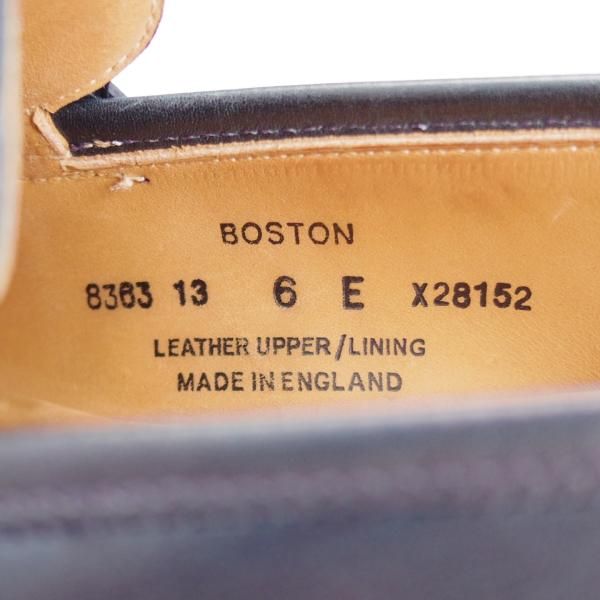 BOSTON
8363 13 6 E X28152
LEATHER UPPER/LINING
MADE IN ENGLAND